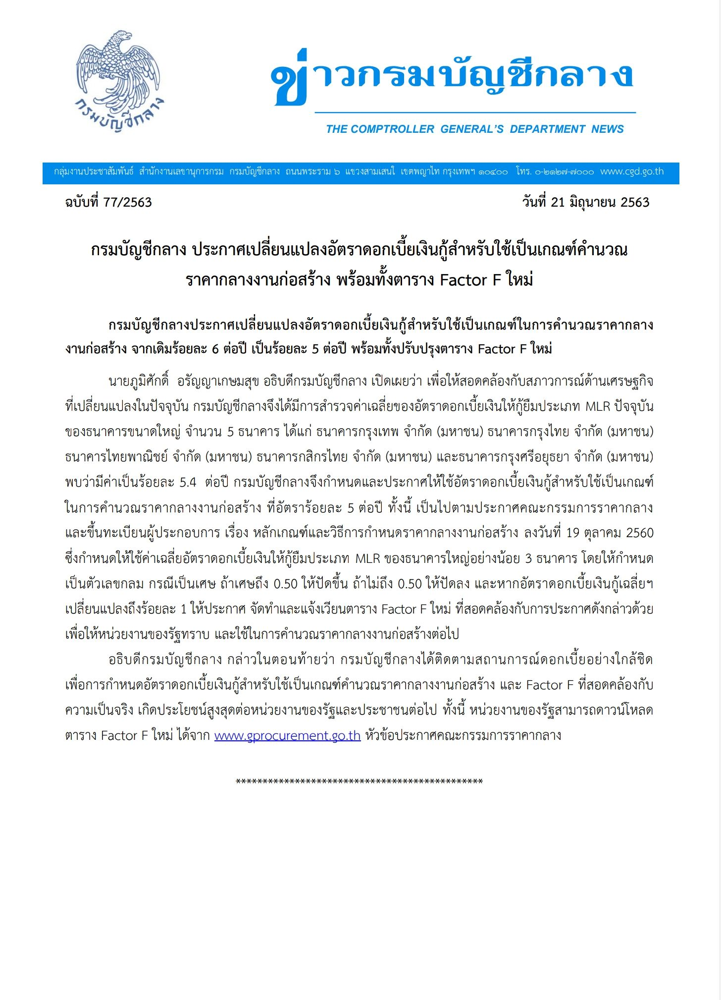 กรมบัญชีกลาง
ข่าวกรมบัญชีกลาง
THE COMPTROLLER GENERAL'S DEPARTMENT NEWS
กลุ่มงานประชาสัมพันธ์ สำนักงานเลขานุการกรม กรมบัญชีกลาง ถนนพระราม ๖ แขวงสามเสนใ เขตพญาไท กรุงเทพฯ ๑๐๔๐๐ โทร. ๐-๒๑๒๗-๗๐๐๐ www.cgd.go.th
ฉบับที่ 77/2563 วันที่ 21 มิถุนายน 2563
กรมบัญชีกลาง ประกาศเปลี่ยนแปลงอัตราดอกเบี้ยเงินกู้สำหรับใช้เป็นเกณฑ์คำนวณ
ราคากลางงานก่อสร้าง พร้อมทั้งตาราง Factor F ใหม่
กรมบัญชีกลางประกาศเปลี่ยนแปลงอัตราดอกเบี้ยเงินกู้สำหรับใช้เป็นเกณฑ์ในการคำนวณราคากลาง
งานก่อสร้าง จากเดิมร้อยละ 6 ต่อปี เป็นร้อยละ 5 ต่อปี พร้อมทั้งปรับปรุงตาราง Factor F ใหม่
นายภูมิศักดิ์ อรัญญาเกษมสุข อธิบดีกรมบัญชีกลาง เปิดเผยว่า เพื่อให้สอดคล้องกับสภาวการณ์ด้านเศรษฐกิจ
ที่เปลี่ยนแปลงในปัจจุบัน กรมบัญชีกลางจึงได้มีการสำรวจค่าเฉลี่ยของอัตราดอกเบี้ยเงินให้กู้ยืมประเภท MLR ปัจจุบัน
ของธนาคารขนาดใหญ่ จำนวน 5 ธนาคาร ได้แก่ ธนาคารกรุงเทพ จำกัด (มหาชน) ธนาคารกรุงไทย จำกัด (มหาชน)
ธนาคารไทยพาณิชย์ จำกัด (มหาชน) ธนาคารกสิกรไทย จำกัด (มหาชน) และธนาคารกรุงศรีอยุธยา จำกัด (มหาชน)
พบว่ามีค่าเป็นร้อยละ 5.4 ต่อปี กรมบัญชีกลางจึงกำหนดและประกาศให้ใช้อัตราดอกเบี้ยเงินกู้สำหรับใช้เป็นเกณฑ์
ในการคำนวณราคากลางงานก่อสร้าง ที่อัตราร้อยละ 5 ต่อปี ทั้งนี้ เป็นไปตามประกาศคณะกรรมการราคากลาง
และขึ้นทะเบียนผู้ประกอบการ เรื่อง หลักเกณฑ์และวิธีการกำหนดราคากลางงานก่อสร้าง ลงวันที่ 19 ตุลาคม 2560
ซึ่งกำหนดให้ใช้ค่าเฉลี่ยอัตราดอกเบี้ยเงินให้กู้ยืมประเภท MLR ของธนาคารใหญ่อย่างน้อย 3 ธนาคาร โดยให้กำหนด
เป็นตัวเลขกลม กรณีเป็นเศษ ถ้าเศษถึง 0.50 ให้ปัดขึ้น ถ้าไม่ถึง 0.50 ให้ปัดลง และหากอัตราดอกเบี้ยเงินกู้เฉลี่ยฯ
เปลี่ยนแปลงถึงร้อยละ 1 ให้ประกาศ จัดทำและแจ้งเวียนตาราง Factor F ใหม่ ที่สอดคล้องกับการประกาศดังกล่าวด้วย
เพื่อให้หน่วยงานของรัฐทราบ และใช้ในการคำนวณราคากลางงานก่อสร้างต่อไป
อธิบดีกรมบัญชีกลาง กล่าวในตอนท้ายว่า กรมบัญชีกลางได้ติดตามสถานการณ์ดอกเบี้ยอย่างใกล้ชิด
เพื่อการกำหนดอัตราดอกเบี้ยเงินกู้สำหรับใช้เป็นเกณฑ์คำนวณราคากลางงานก่อสร้าง และ Factor F ที่สอดคล้องกับ
ความเป็นจริง เกิดประโยชน์สูงสุดต่อหน่วยงานของรัฐและประชาชนต่อไป ทั้งนี้ หน่วยงานของรัฐสามารถดาวน์โหลด
ตาราง Factor F ใหม่ ได้จาก www.gprocurement.go.th หัวข้อประกาศคณะกรรมการราคากลาง
***********************************************